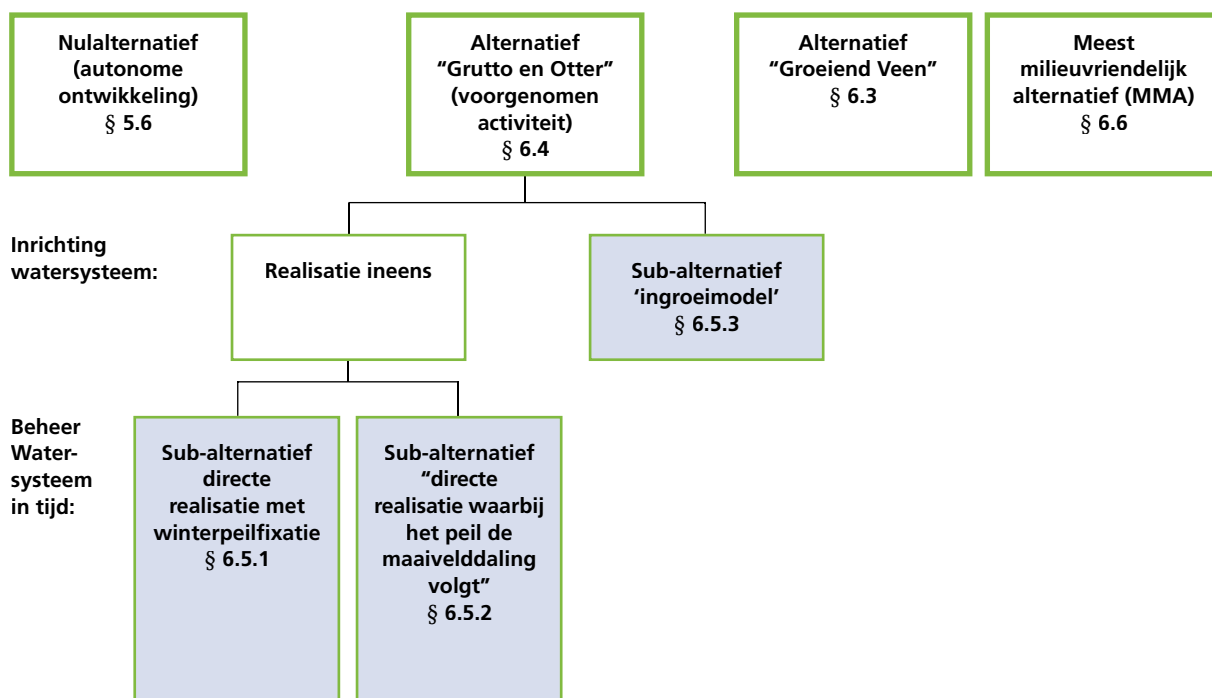 Nulalternatief
(autonome
ontwikkeling)
§ 5.6
Alternatief
“Grutto en Otter”
(voorgenomen
activiteit)
§ 6.4
Alternatief
“Groeiend Veen”
§ 6.3
Meest
milieuvriendelijk
alternatief (MMA)
§ 6.6
Inrichting
watersysteem:
Realisatie ineens
Sub-alternatief
‘ingroeimodel’
§ 6.5.3
Beheer
Water-
systeem
in tijd:
Sub-alternatief
directe
realisatie met
winterpeilfixatie
§ 6.5.1
Sub-alternatief
“directe
realisatie waarbij
het peil de
maaivelddaling
volgt”
§ 6.5.2